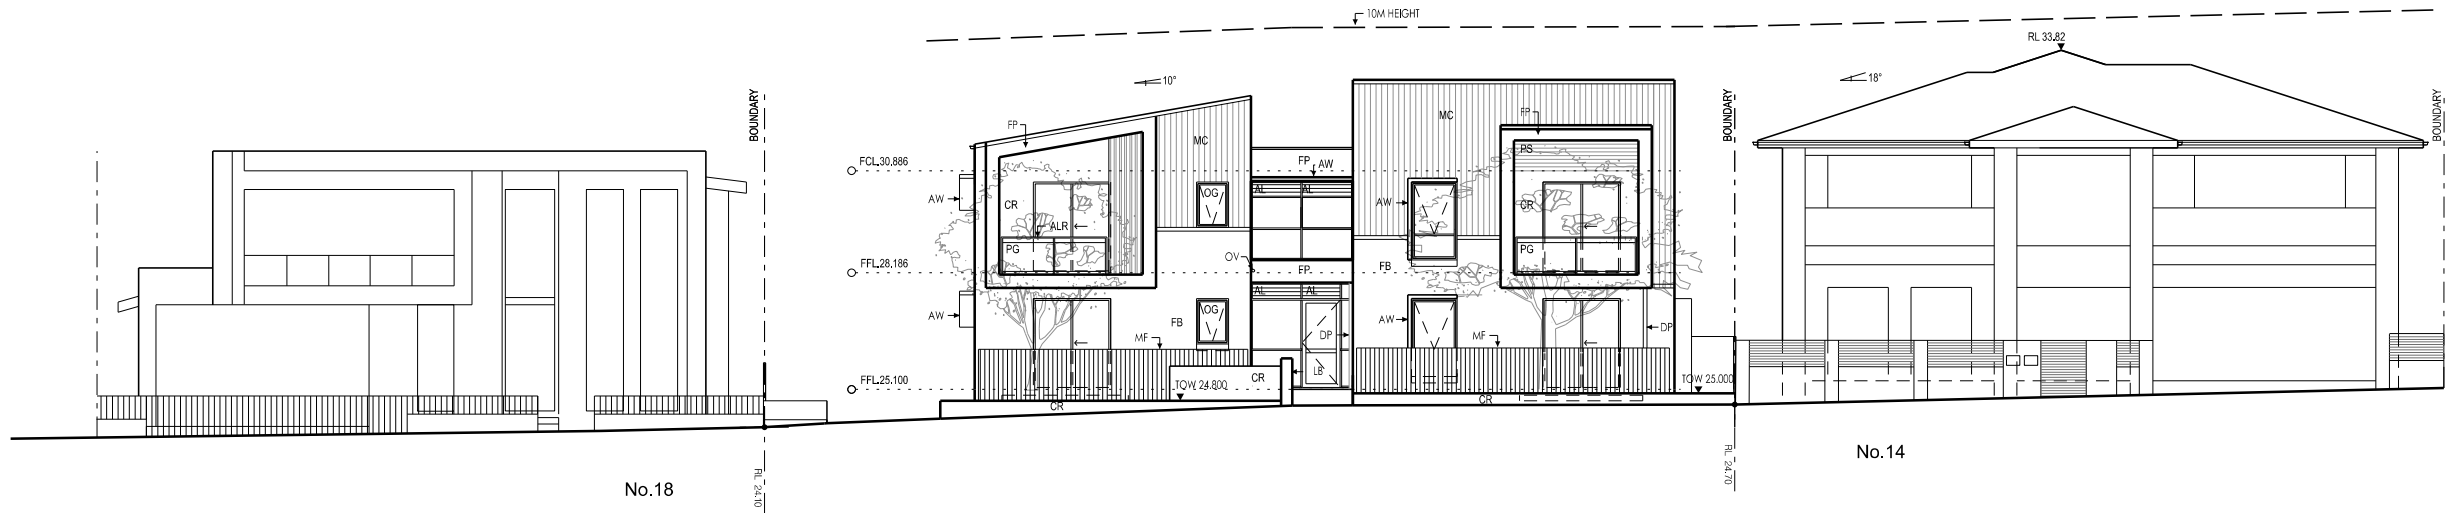 10M HEIGHT
RL 33.82
10°
18°
BOUNDARY
BOUNDARY
BOUNDARY
FP
MC
MC
FP
PS
FCL.30.886
FP
AW
AL
AL
AW
CR
OG
AW
CR
ALR
PG
PG
OV
FB
FFL.28.186
FP
AL
AL
AW
FB
OG
AW
DP
DP
MF
MF
FFL.25.100
TOW 24.800
CR
LB
TOW 25.000
CR
CR
No.18
RL 24.10
RL 24.70
No.14